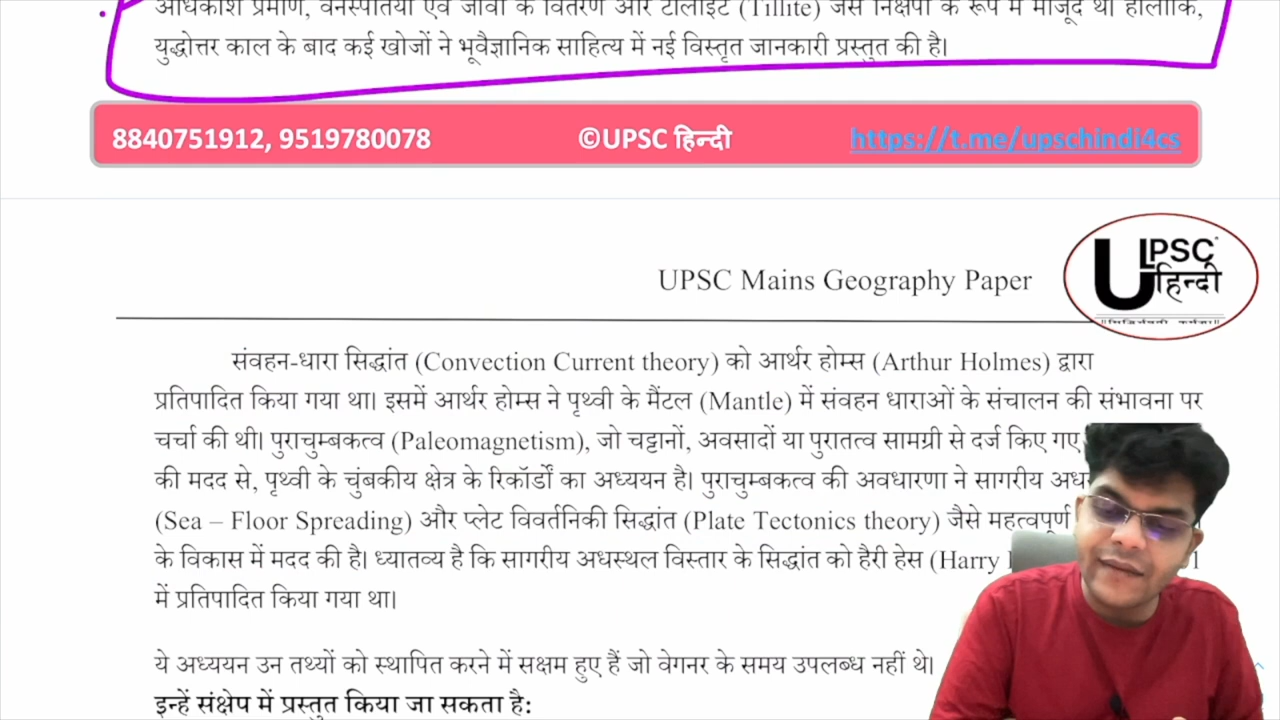 अधिकांश प्रमाण, वनस्पतियों एवं जीवों के वितरण और टीलाइट (Tillite) जैसे निक्षेपों के रूप में मौजूद थे। हालांकि,
युद्धोत्तर काल के बाद कई खोजों ने भूवैज्ञानिक साहित्य में नई विस्तृत जानकारी प्रस्तुत की है।
8840751912, 9519780078 ©UPSC हिन्दी https://t.me/upschindi4cs
UPSC Mains Geography Paper
UPSC
हिन्दी
संवहन-धारा सिद्धांत (Convection Current theory) को आर्थर होम्स (Arthur Holmes) द्वारा
प्रतिपादित किया गया था। इसमें आर्थर होम्स ने पृथ्वी के मैंटल (Mantle) में संवहन धाराओं के संचालन की संभावना पर
चर्चा की थी। पुराचुम्बकत्व (Paleomagnetism), जो चट्टानों, अवसादों या पुरातत्व सामग्री से दर्ज किए गए
की मदद से, पृथ्वी के चुंबकीय क्षेत्र के रिकॉर्डों का अध्ययन है। पुराचुम्बकत्व की अवधारणा ने सागरीय
(Sea – Floor Spreading) और प्लेट विवर्तनिकी सिद्धांत (Plate Tectonics theory) जैसे महत्वपूर्ण
के विकास में मदद की है। ध्यातव्य है कि सागरीय अधस्थल विस्तार के सिद्धांत को हैरी हेस (Harry
में प्रतिपादित किया गया था।
ये अध्ययन उन तथ्यों को स्थापित करने में सक्षम हुए हैं जो वेगनर के समय उपलब्ध नहीं थे।
इन्हें संक्षेप में प्रस्तुत किया जा सकता है: